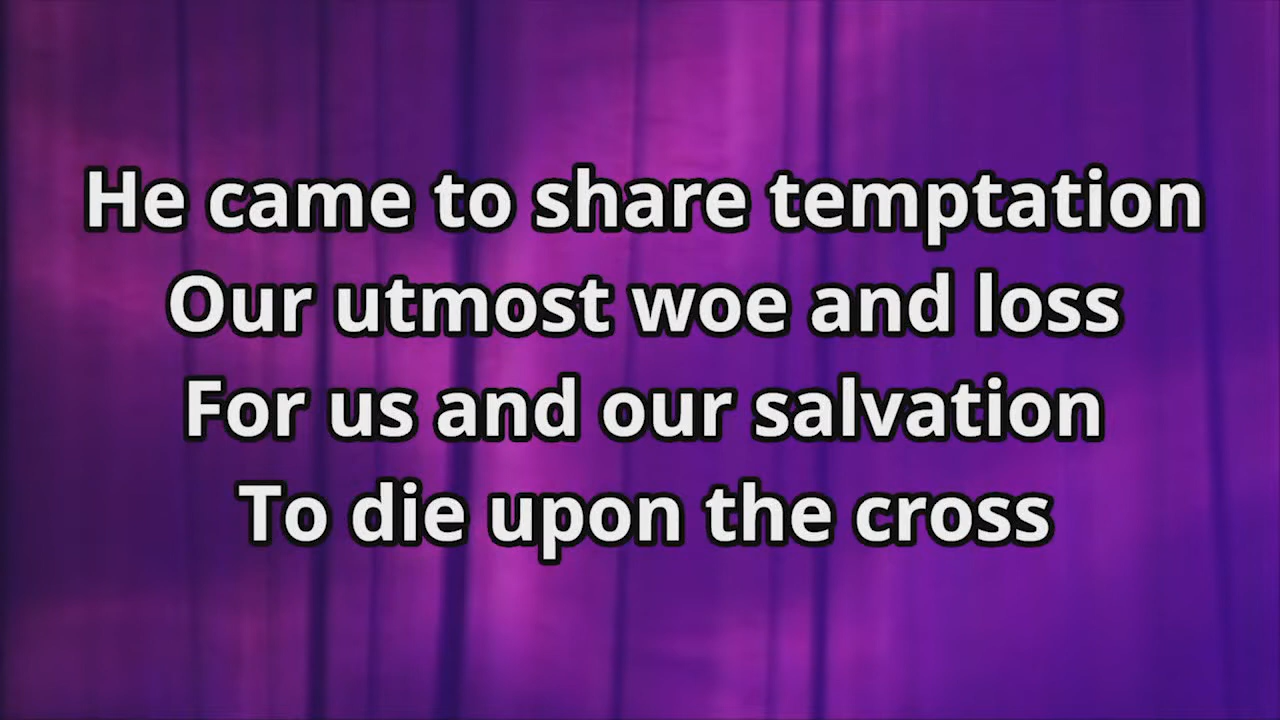 He came to share temptation
Our utmost woe and loss
For us and our salvation
To die upon the cross